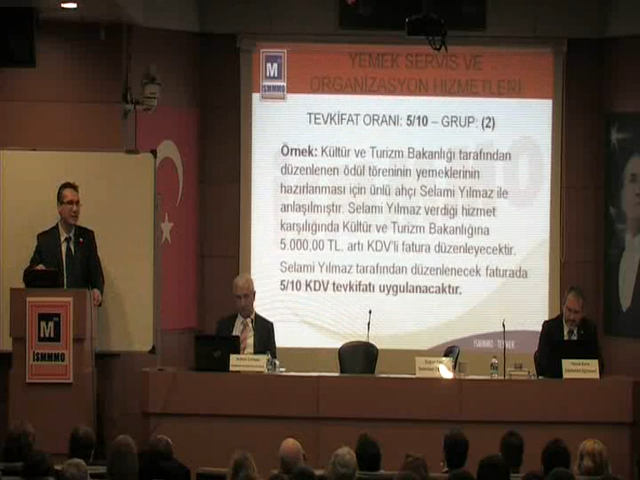 M
İSMMMO
YEMEK SERVİS VE
ORGANİZASYON HİZMETLERİ
TEVKİFAT ORANI: 5/10 – GRUP: (2)
Örnek: Kültür ve Turizm Bakanlığı tarafından
düzenlenen ödül töreninin yemeklerinin
hazırlanması için ünlü ahçı Selami Yılmaz ile
anlaşılmıştır. Selami Yılmaz verdiği hizmet
karşılığında Kültür ve Turizm Bakanlığına
5.000,00 TL. artı KDV'li fatura düzenleyecektir.
Selami Yılmaz tarafından düzenlenecek faturada
5/10 KDV tevkifatı uygulanacaktır.
M
İSMMMO